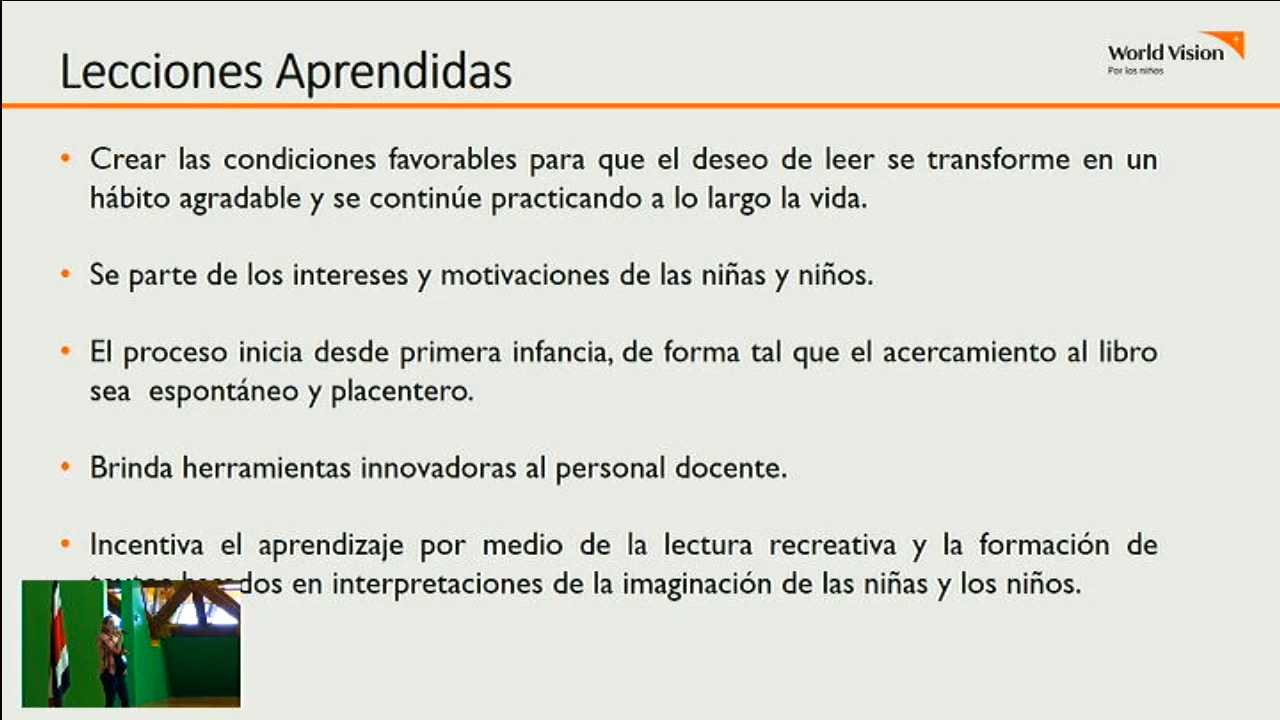 Lecciones Aprendidas
World Vision
Por los niños
• Crear las condiciones favorables para que el deseo de leer se transforme en un
hábito agradable y se continúe practicando a lo largo la vida.
• Se parte de los intereses y motivaciones de las niñas y niños.
• El proceso inicia desde primera infancia, de forma tal que el acercamiento al libro
sea espontáneo y placentero.
• Brinda herramientas innovadoras al personal docente.
• Incentiva el aprendizaje por medio de la lectura recreativa y la formación de
en interpretaciones de la imaginación de las niñas y los niños.